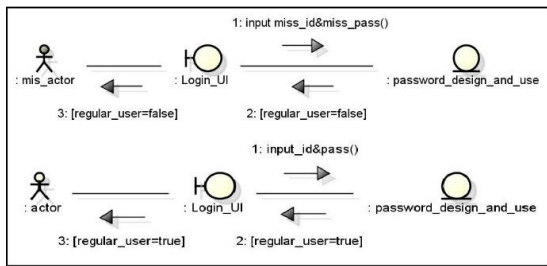 1: input miss_id&miss_pass()
: mis_actor : Login_UI : password_design_and_use
3: [regular_user=false] 2: [regular_user=false]
1: input_id&pass()
: actor : Login_UI : password_design_and_use
3: [regular_user=true] 2: [regular_user=true]